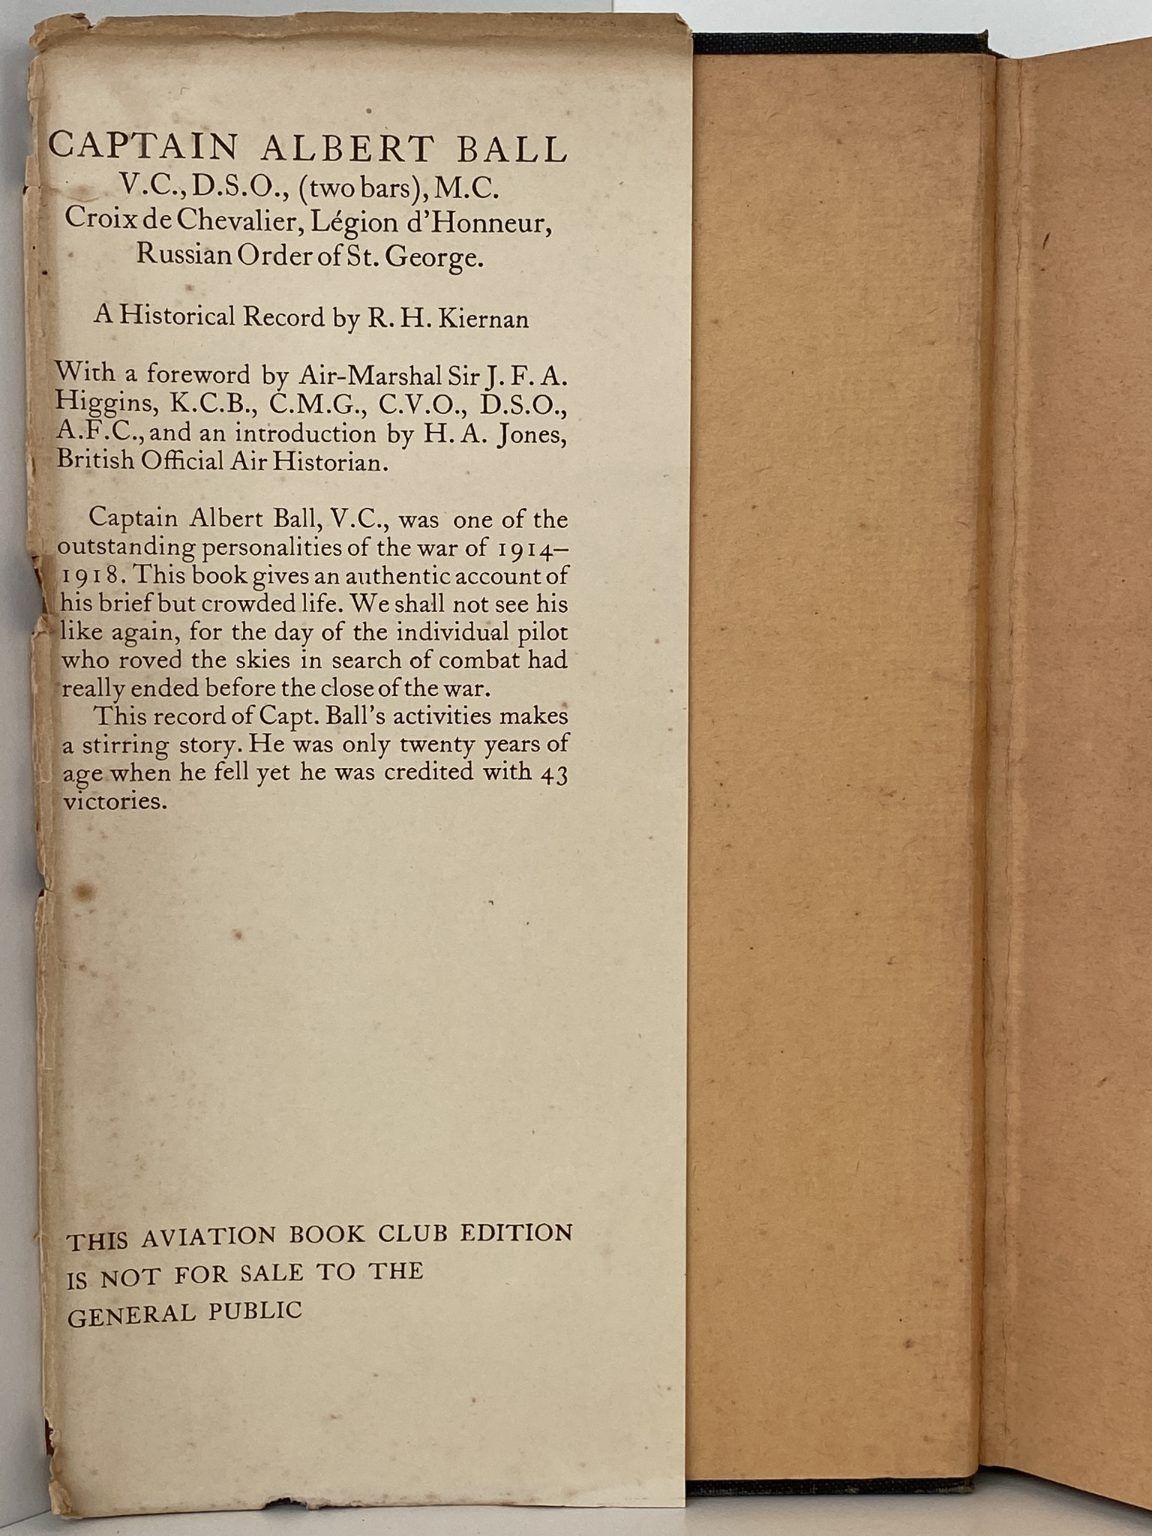 CAPTAIN ALBERT BALL
V.C., D.S.O., (two bars), M.C.
Croix de Chevalier, Légion d'Honneur,
Russian Order of St. George.
A Historical Record by R. H. Kiernan
With a foreword by Air-Marshal Sir J. F. A.
Higgins, K.C.B., C.M.G., C.V.O., D.S.O.,
A.F.C., and an introduction by H. A. Jones,
British Official Air Historian.
Captain Albert Ball, V.C., was one of the
outstanding personalities of the war of 1914–
1918. This book gives an authentic account of
his brief but crowded life. We shall not see his
like again, for the day of the individual pilot
who roved the skies in search of combat had
really ended before the close of the war.
This record of Capt. Ball's activities makes
a stirring story. He was only twenty years of
age when he fell yet he was credited with 43
victories.
THIS AVIATION BOOK CLUB EDITION
IS NOT FOR SALE TO THE
GENERAL PUBLIC